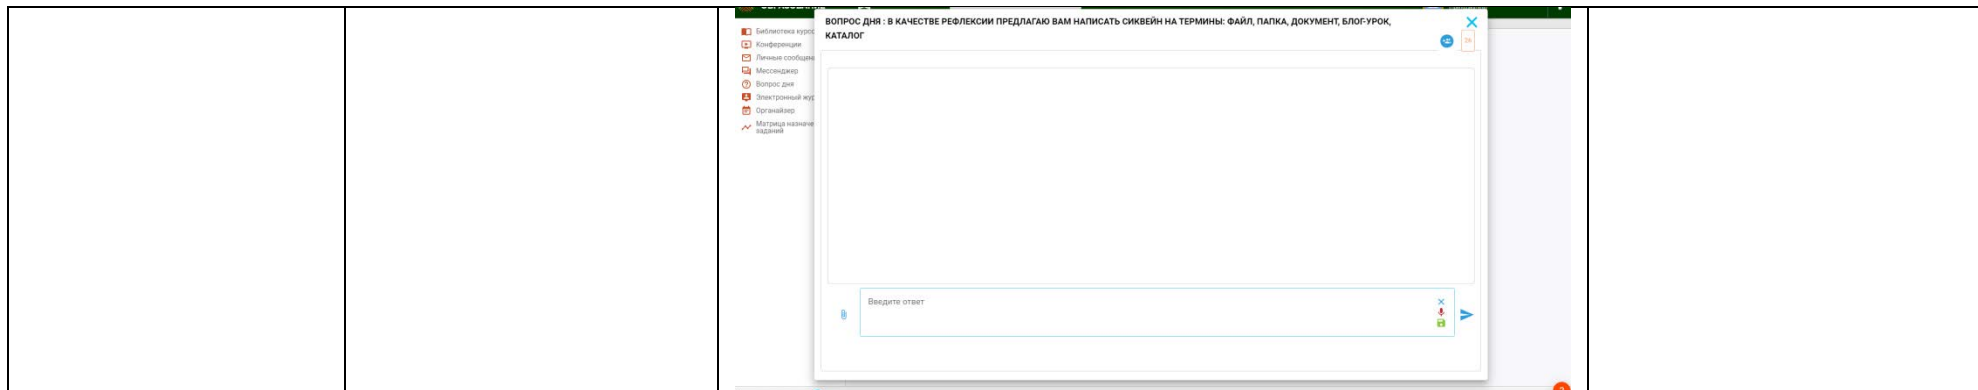 ВОПРОС ДНЯ : В КАЧЕСТВЕ РЕФЛЕКСИИ ПРЕДЛАГАЮ ВАМ НАПИСАТЬ СИКВЕЙН НА ТЕРМИНЫ: ФАЙЛ, ПАПКА, ДОКУМЕНТ, БЛОГ-УРОК,
КАТАЛОГ
Библиотека курсо
Конференции
Личные сообщен
Мессенджер
Вопрос дня
Электронный жур
Органайзер
Матрица назначе
заданий
Введите ответ